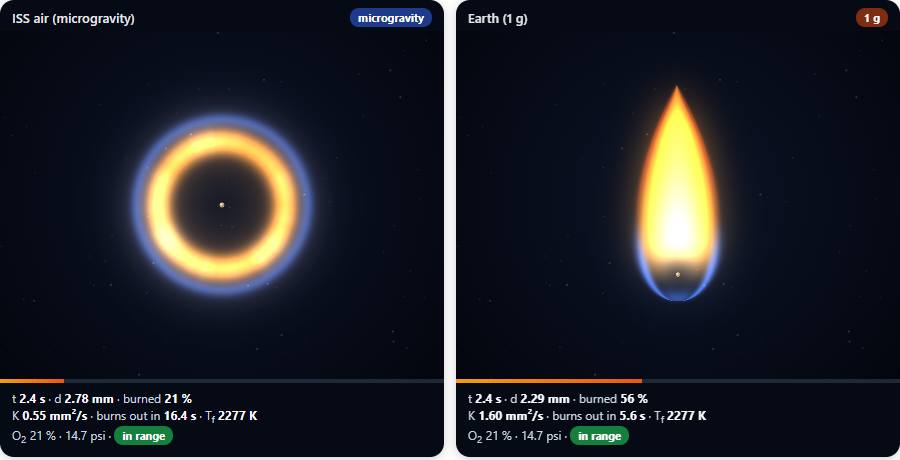 ISS air (microgravity)
microgravity
t 2.4 s · d 2.78 mm · burned 21 %
K 0.55 mm²/s · burns out in 16.4 s · Tf 2277 K
O₂ 21 % · 14.7 psi · in range
Earth (1 g)
1 g
t 2.4 s · d 2.29 mm · burned 56 %
K 1.60 mm²/s · burns out in 5.6 s · Tf 2277 K
O₂ 21 % · 14.7 psi · in range